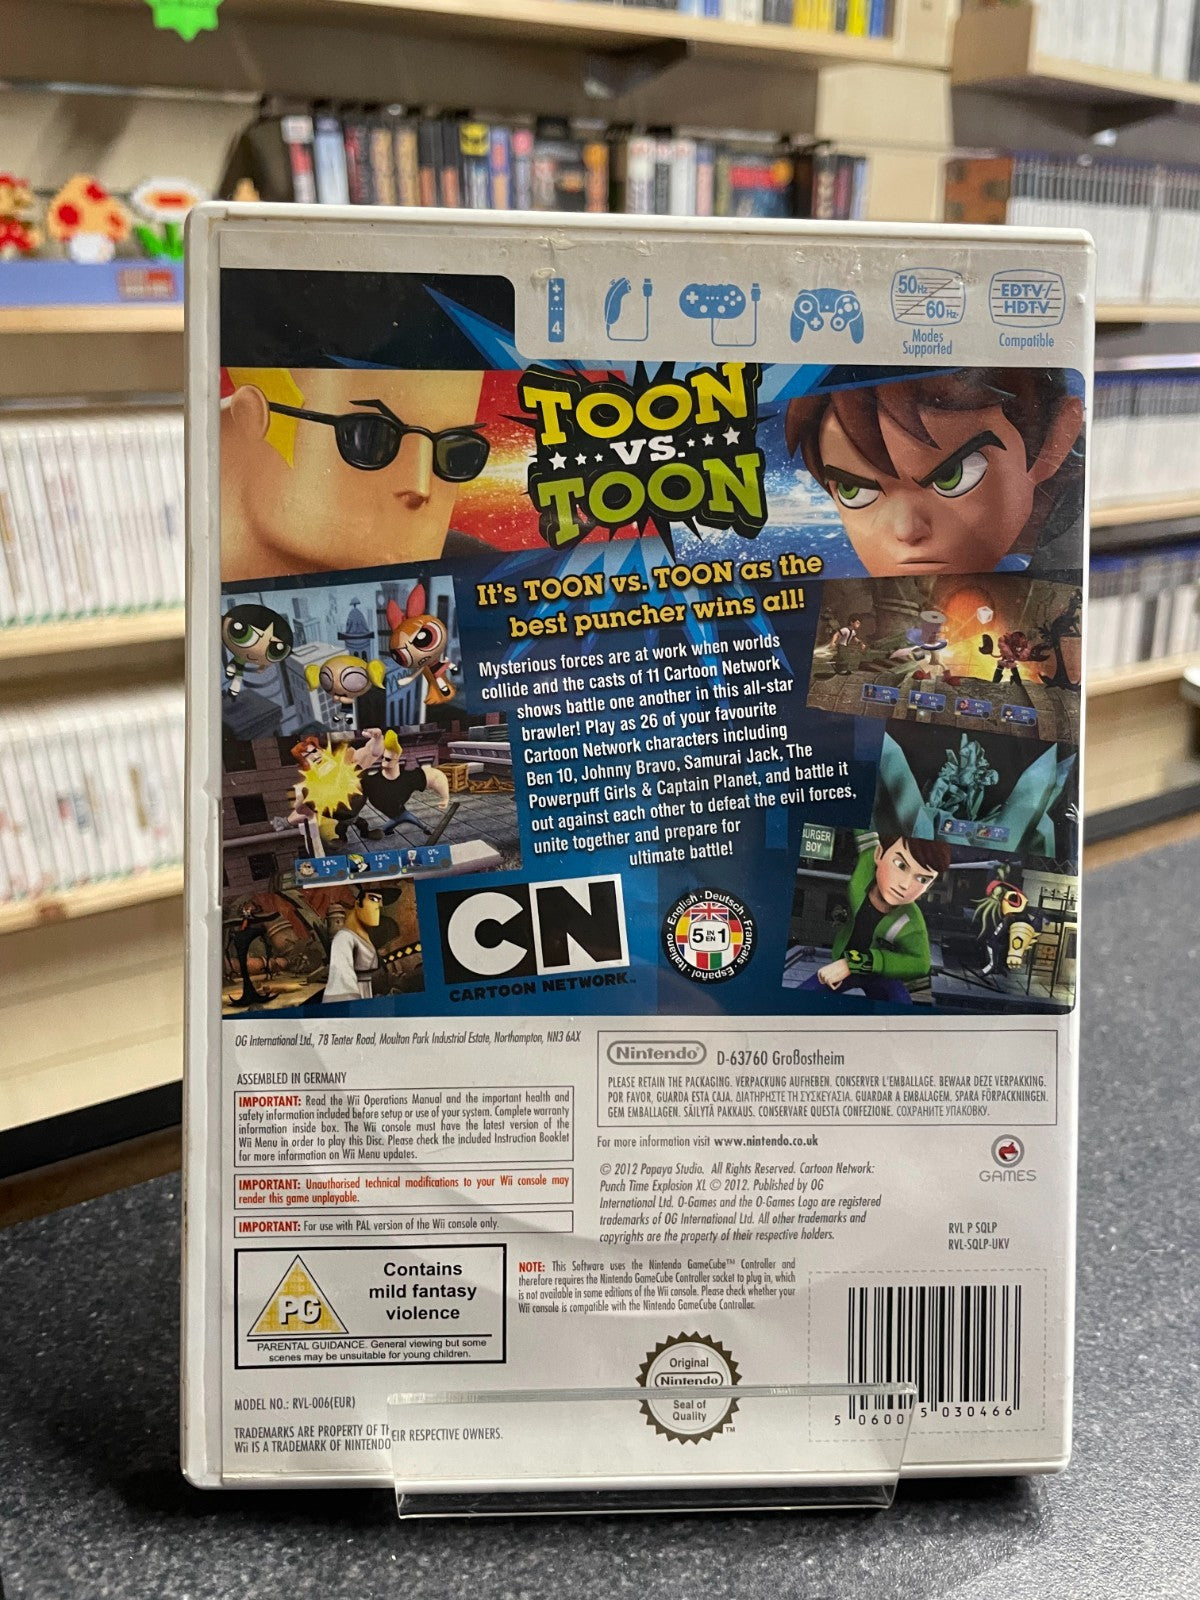 4
50Hz
60Hz
Modes
Supported
EDTV/
HDTV
Compatible
TOON
VS.
TOON
It's TOON vs. TOON as the
best puncher wins all!
Mysterious forces are at work when worlds
collide and the casts of 11 Cartoon Network
shows battle one another in this all-star
brawler! Play as 26 of your favourite
Cartoon Network characters including
Ben 10, Johnny Bravo, Samurai Jack, The
Powerpuff Girls & Captain Planet, and battle it
out against each other to defeat the evil forces,
unite together and prepare for
ultimate battle!
16% 12% 0%
3 3 2
BURGER
BOY
CN
CARTOON NETWORK™
English · Deutsch · Français · Español · Italiano ·
5 IN EN 1
OG International Ltd., 78 Tenter Road, Moulton Park Industrial Estate, Northampton, NN3 6AX
ASSEMBLED IN GERMANY
IMPORTANT: Read the Wii Operations Manual and the important health and
safety information included before setup or use of your system. Complete warranty
information inside box. The Wii console must have the latest version of the
Wii Menu in order to play this Disc. Please check the included Instruction Booklet
for more information on Wii Menu updates.
IMPORTANT: Unauthorised technical modifications to your Wii console may
render this game unplayable.
IMPORTANT: For use with PAL version of the Wii console only.
PG
Contains
mild fantasy
violence
PARENTAL GUIDANCE. General viewing but some
scenes may be unsuitable for young children.
MODEL NO.: RVL-006(EUR)
TRADEMARKS ARE PROPERTY OF THEIR RESPECTIVE OWNERS.
Wii IS A TRADEMARK OF NINTENDO
Nintendo D-63760 Großostheim
PLEASE RETAIN THE PACKAGING. VERPACKUNG AUFHEBEN. CONSERVER L'EMBALLAGE. BEWAAR DEZE VERPAKKING.
POR FAVOR, GUARDA ESTA CAJA. ΔΙΑΤΗΡΗΣΤΕ ΤΗ ΣΥΣΚΕΥΑΣΙΑ. GUARDAR A EMBALAGEM. SPARA FÖRPACKNINGEN.
GEM EMBALLAGEN. SÄILYTÄ PAKKAUS. CONSERVARE QUESTA CONFEZIONE. СОХРАНИТЕ УПАКОВКУ.
For more information visit www.nintendo.co.uk
© 2012 Papaya Studio. All Rights Reserved. Cartoon Network:
Punch Time Explosion XL © 2012. Published by OG
International Ltd. O-Games and the O-Games Logo are registered
trademarks of OG International Ltd. All other trademarks and
copyrights are the property of their respective holders.
GAMES
RVL P SQLP
RVL-SQLP-UKV
NOTE: This Software uses the Nintendo GameCube™ Controller and
therefore requires the Nintendo GameCube Controller socket to plug in, which
is not available in some editions of the Wii console. Please check whether your
Wii console is compatible with the Nintendo GameCube Controller.
Original
Nintendo
Seal of
Quality
TM
5 060015 030466